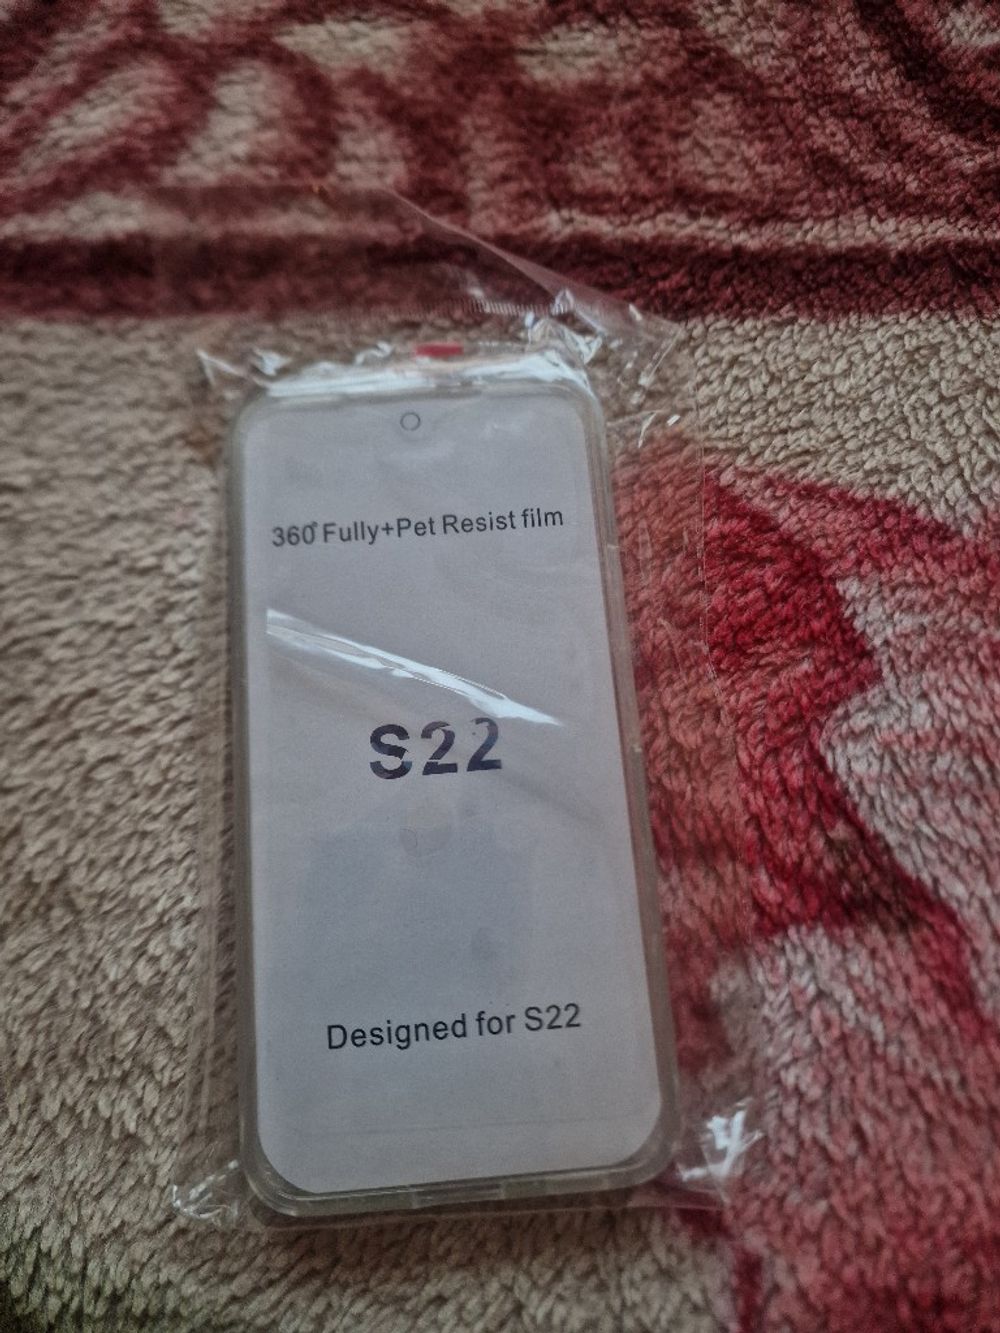 360° Fully+Pet Resist film
S22
Designed for S22